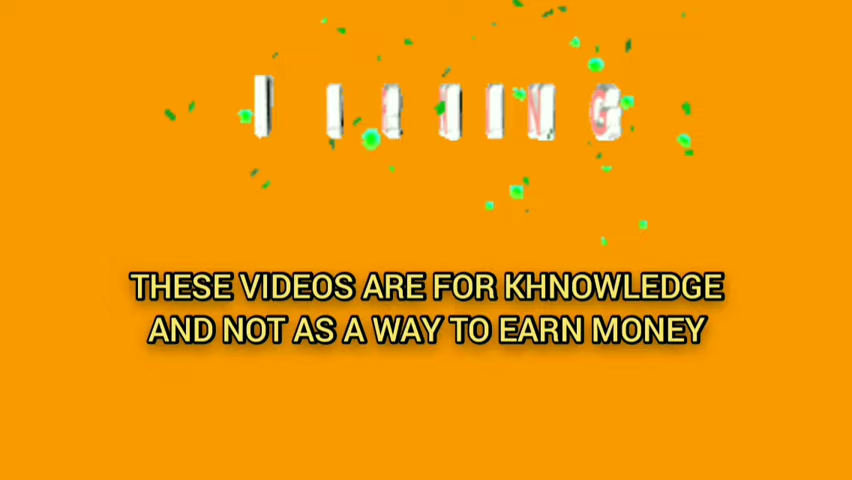 THESE VIDEOS ARE FOR KHNOWLEDGE
AND NOT AS A WAY TO EARN MONEY